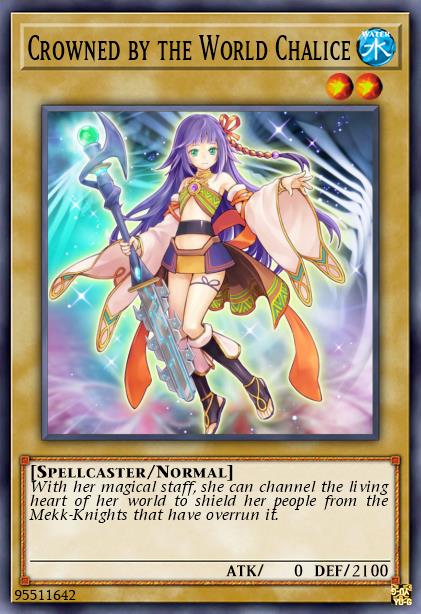 Crowned by the World Chalice
WATER
水
[Spellcaster/Normal]
With her magical staff, she can channel the living
heart of her world to shield her people from the
Mekk-Knights that have overrun it.
ATK/ 0 DEF/2100
95511642